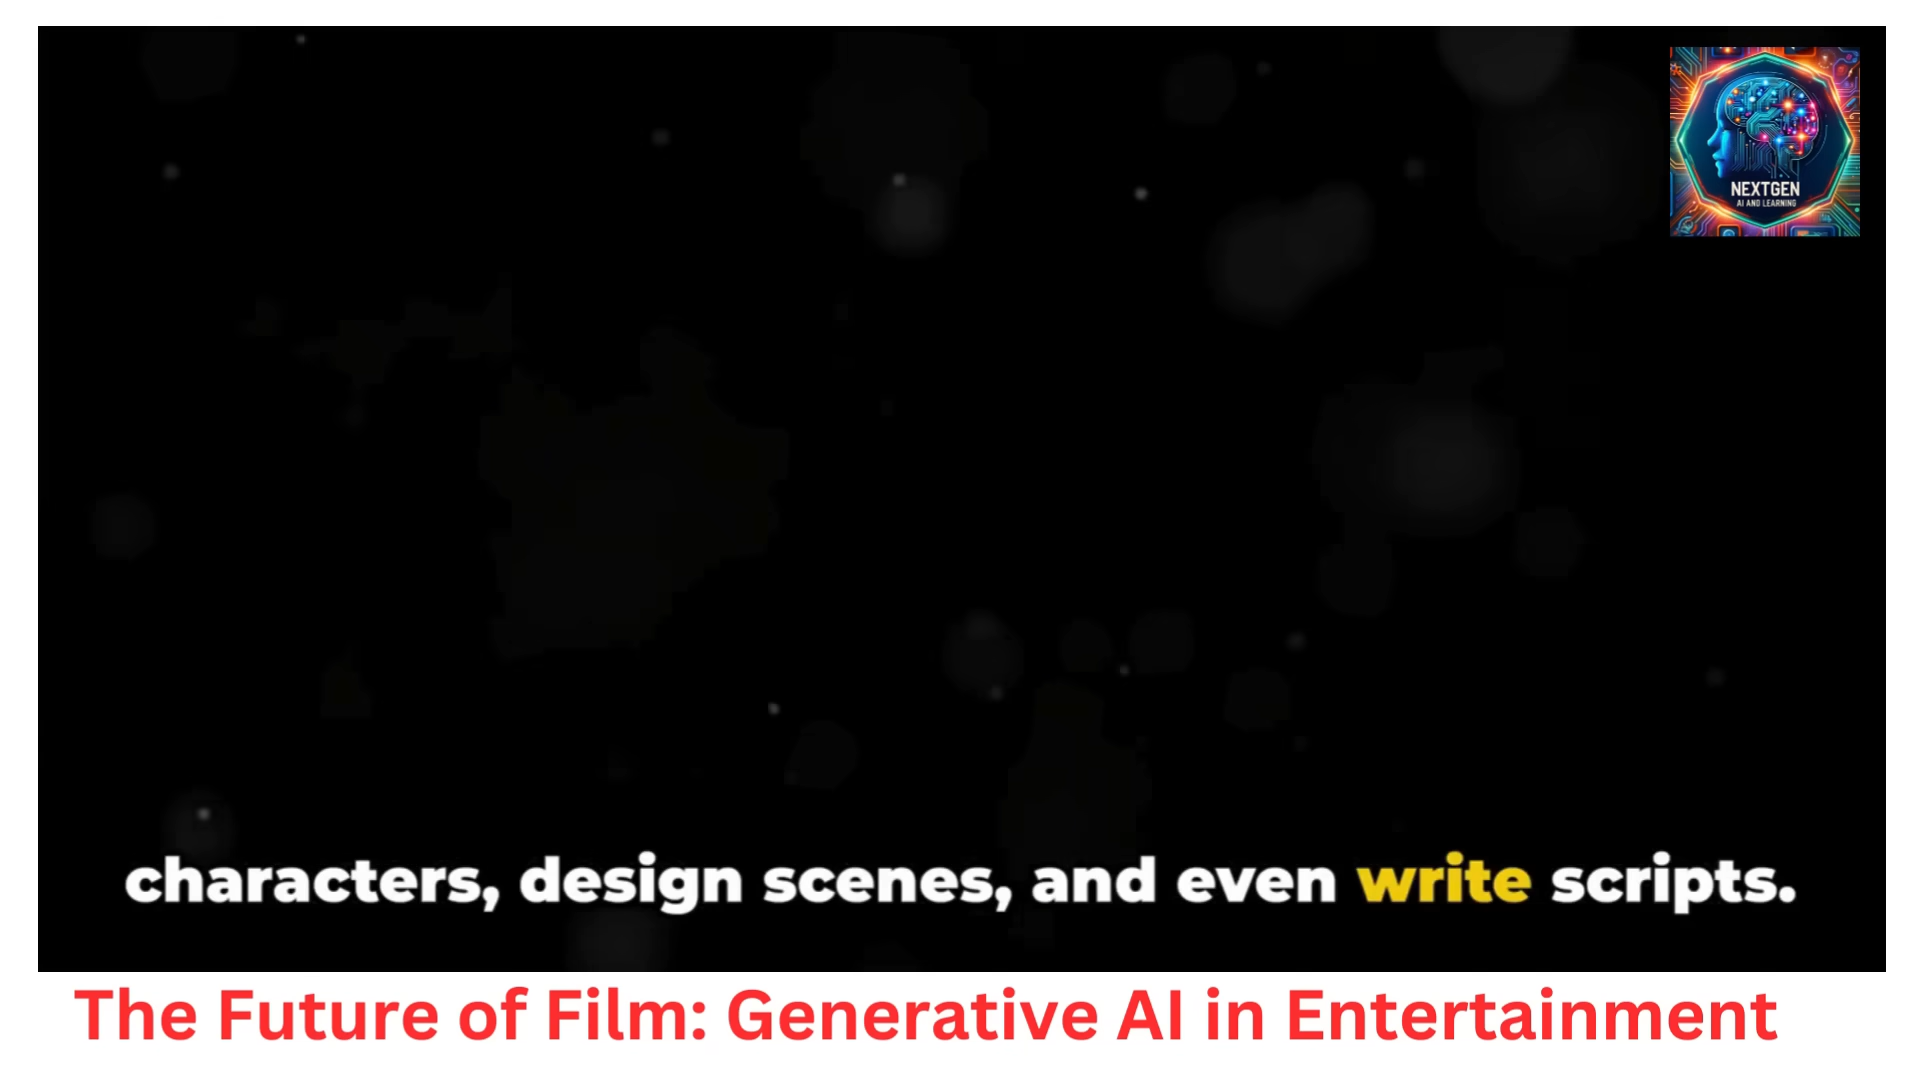 NEXTGEN
AI AND LEARNING
characters, design scenes, and even write scripts.
The Future of Film: Generative AI in Entertainment